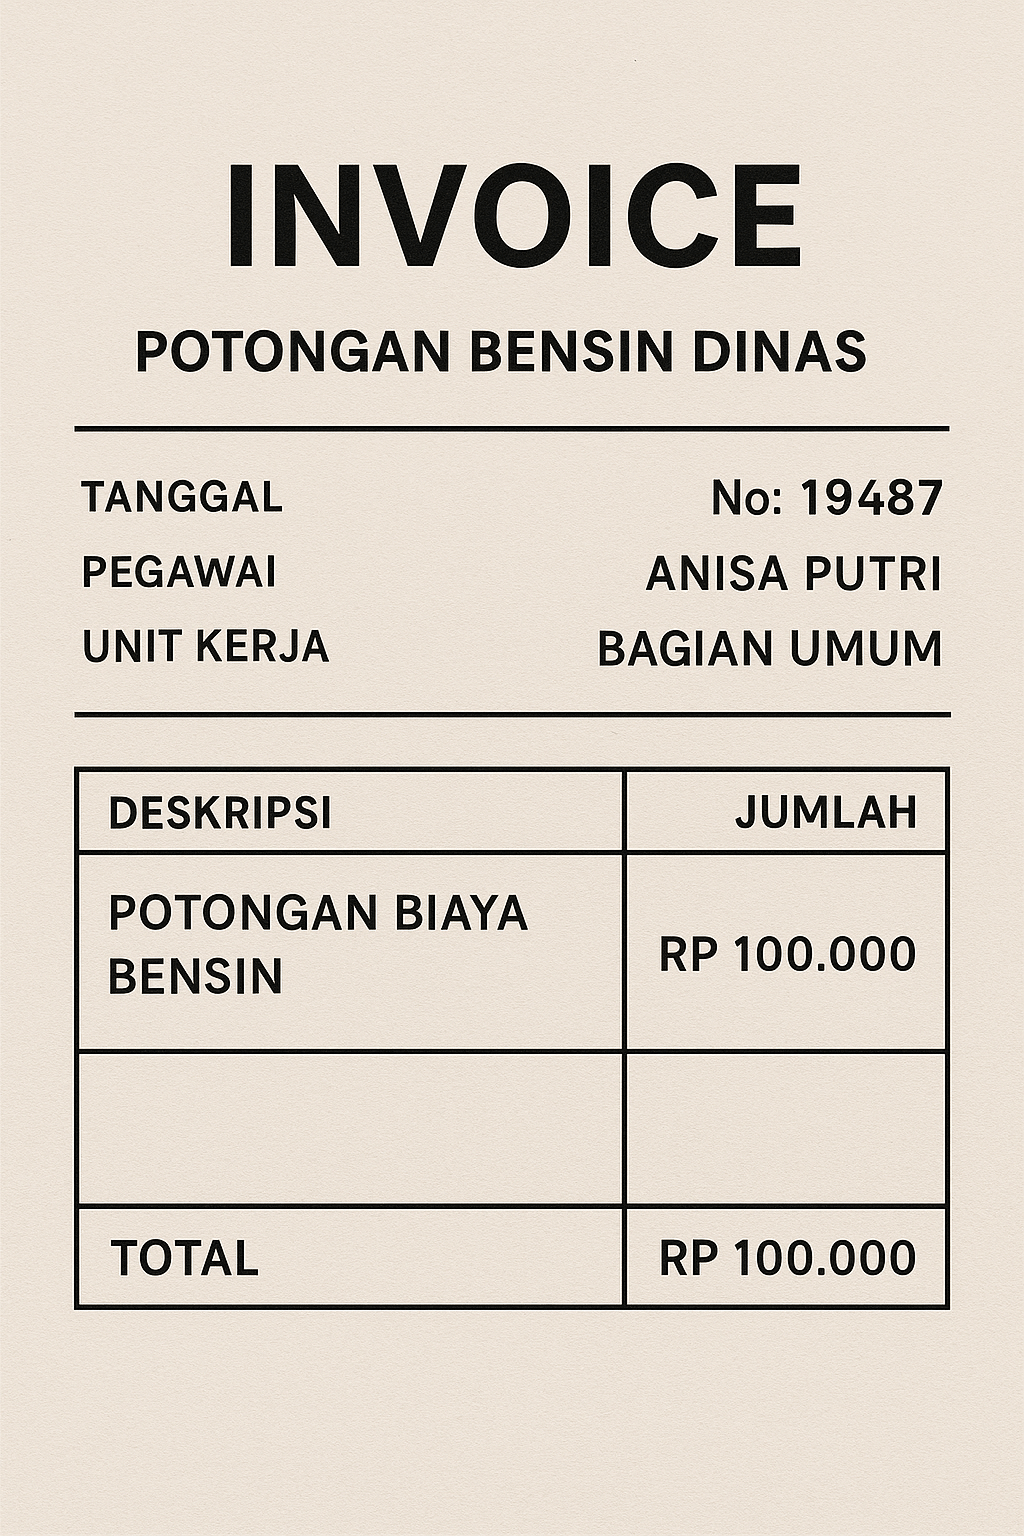 INVOICE
POTONGAN BENSIN DINAS
TANGGAL No: 19487
PEGAWAI ANISA PUTRI
UNIT KERJA BAGIAN UMUM
DESKRIPSI JUMLAH
POTONGAN BIAYA
BENSIN RP 100.000
TOTAL RP 100.000